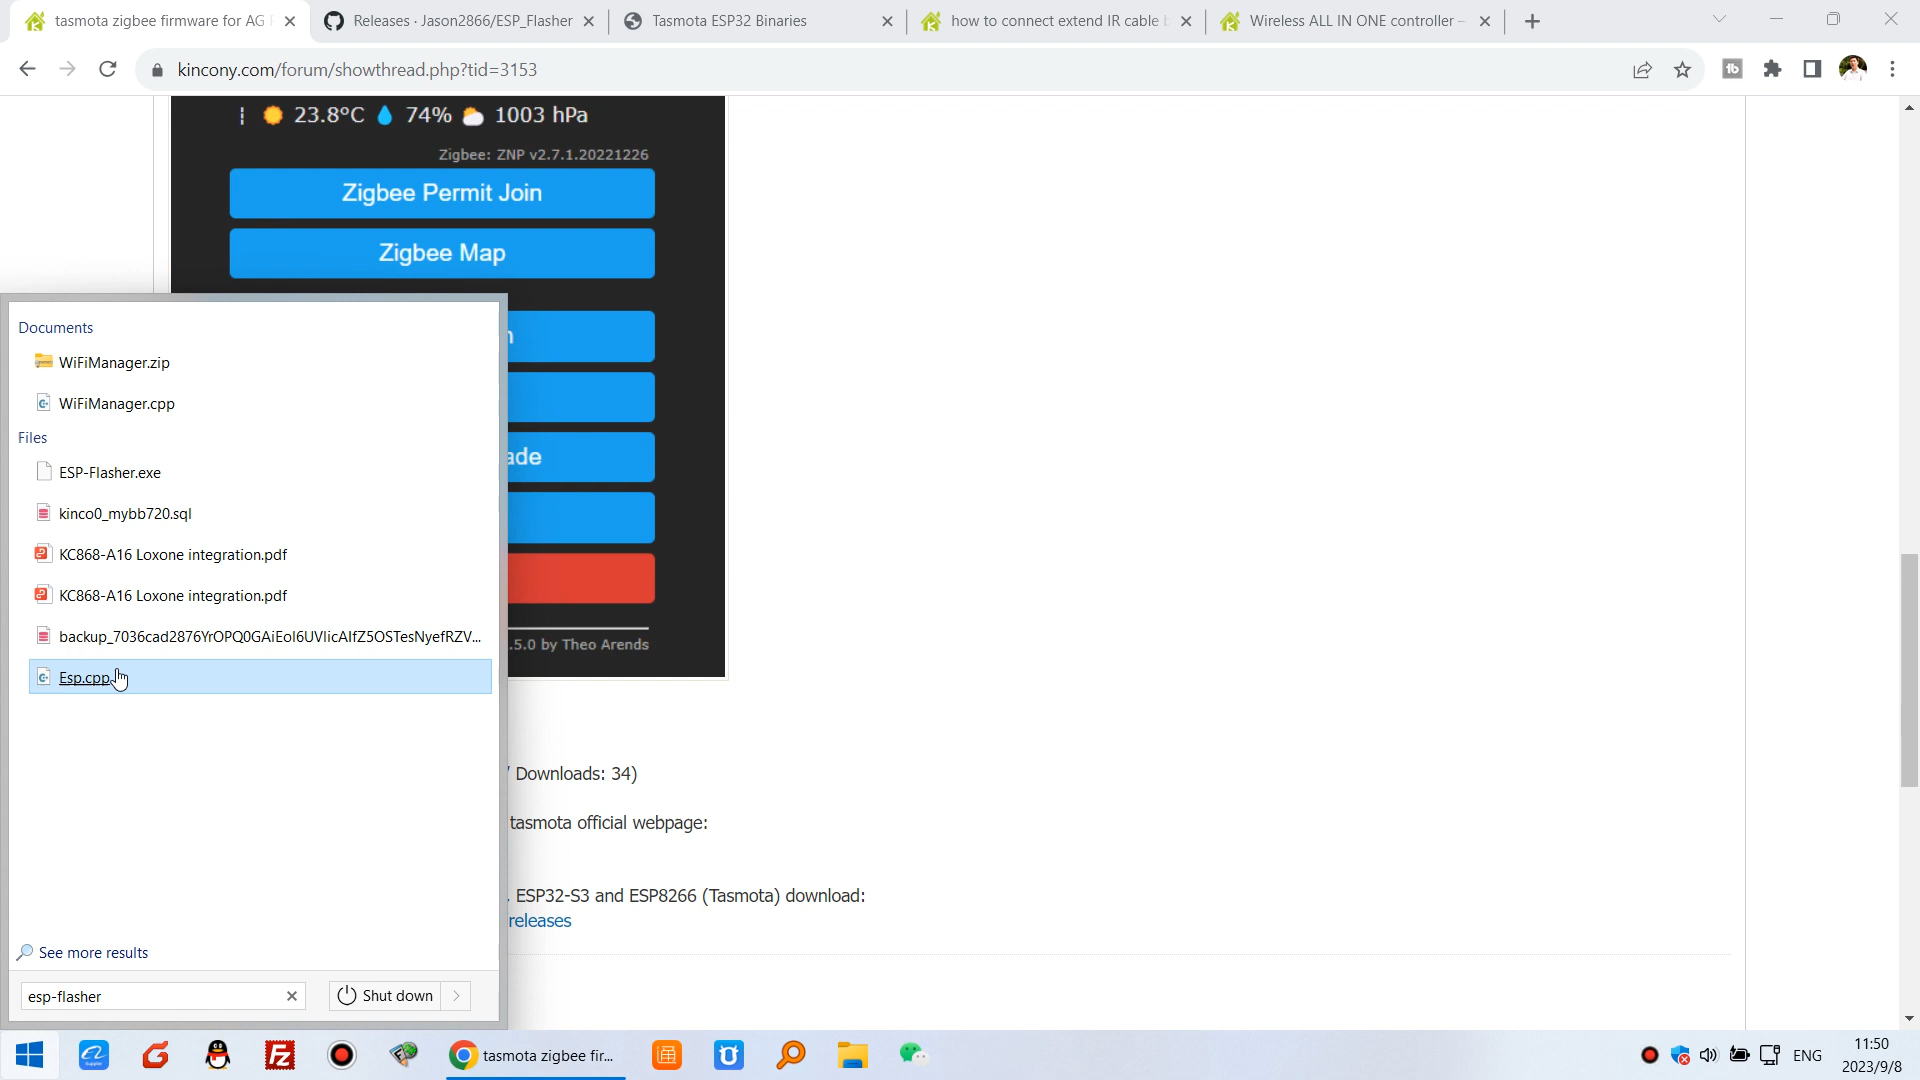 tasmota zigbee firmware for AG
Releases · Jason2866/ESP_Flasher
Tasmota ESP32 Binaries
how to connect extend IR cable
Wireless ALL IN ONE controller –
kincony.com/forum/showthread.php?tid=3153
23.8°C 74% 1003 hPa
Zigbee: ZNP v2.7.1.20221226
Zigbee Permit Join
Zigbee Map
ade
.5.0 by Theo Arends
Documents
WiFiManager.zip
WiFiManager.cpp
Files
ESP-Flasher.exe
kinco0_mybb720.sql
KC868-A16 Loxone integration.pdf
KC868-A16 Loxone integration.pdf
backup_7036cad2876YrOPQ0GAiEol6UVlicAlfZ5OSTesNyefRZV...
Esp.cpp
See more results
esp-flasher
Shut down
Downloads: 34)
tasmota official webpage:
ESP32-S3 and ESP8266 (Tasmota) download:
releases
tasmota zigbee fir...
ENG
11:50
2023/9/8